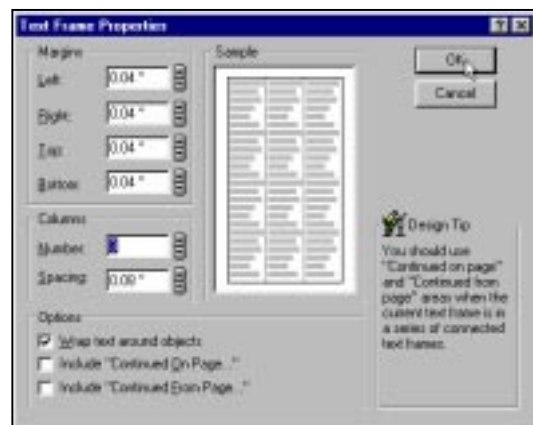 Text Frame Properties
Margins
Left: 0.04 "
Right: 0.04 "
Top: 0.04 "
Bottom: 0.04 "
Columns
Number:
Spacing: 0.08 "
Sample
OK
Cancel
Design Tip
You should use
"Continued on page"
and "Continued from
page" areas when the
current text frame is in
a series of connected
text frames.
Options
Wrap text around objects
Include "Continued On Page..."
Include "Continued From Page..."